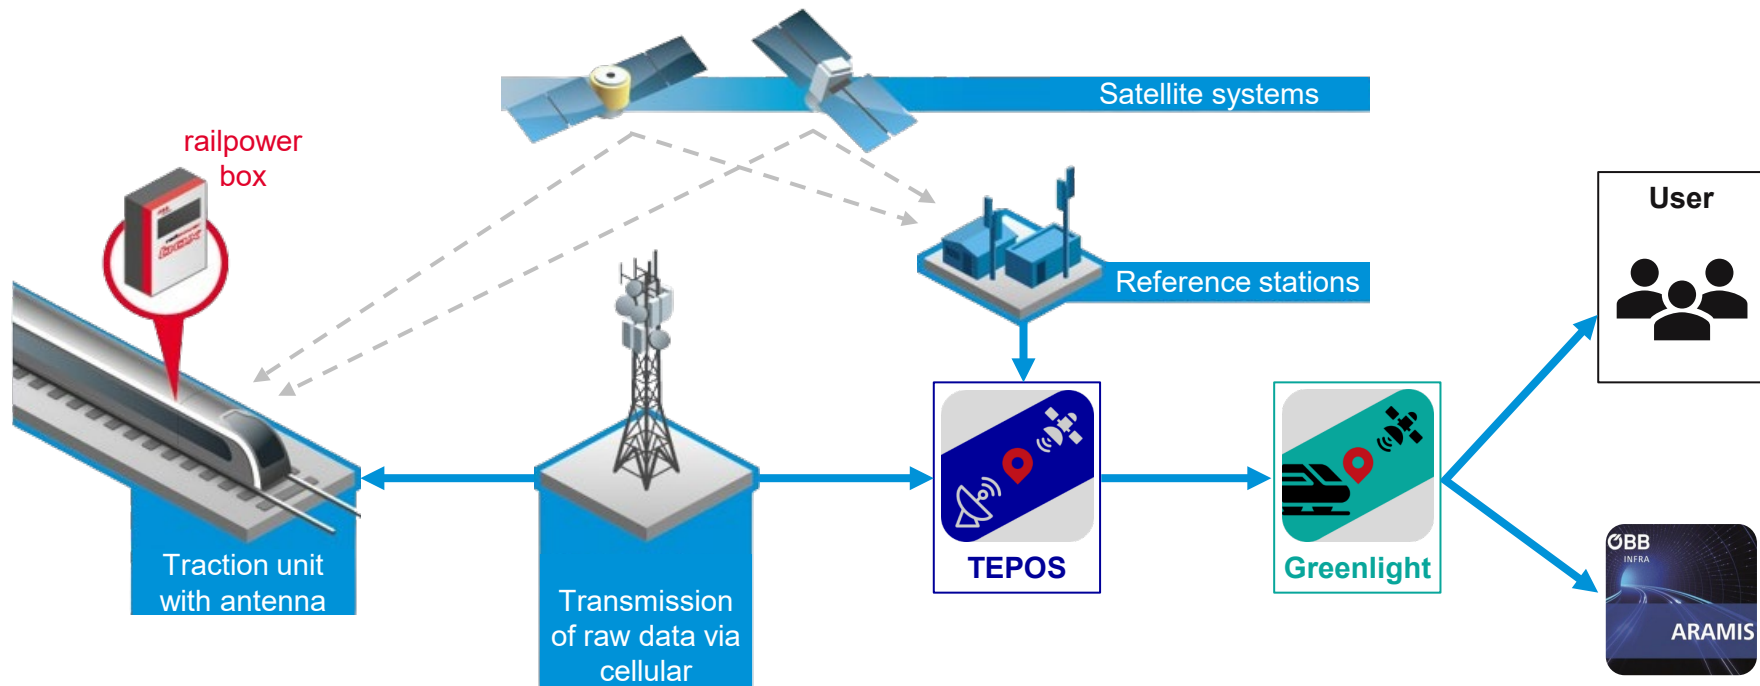 Satellite systems
railpower
box
User
Reference stations
TEPOS
Greenlight
Traction unit
with antenna
Transmission
of raw data via
cellular
ÖBB
INFRA
ARAMIS